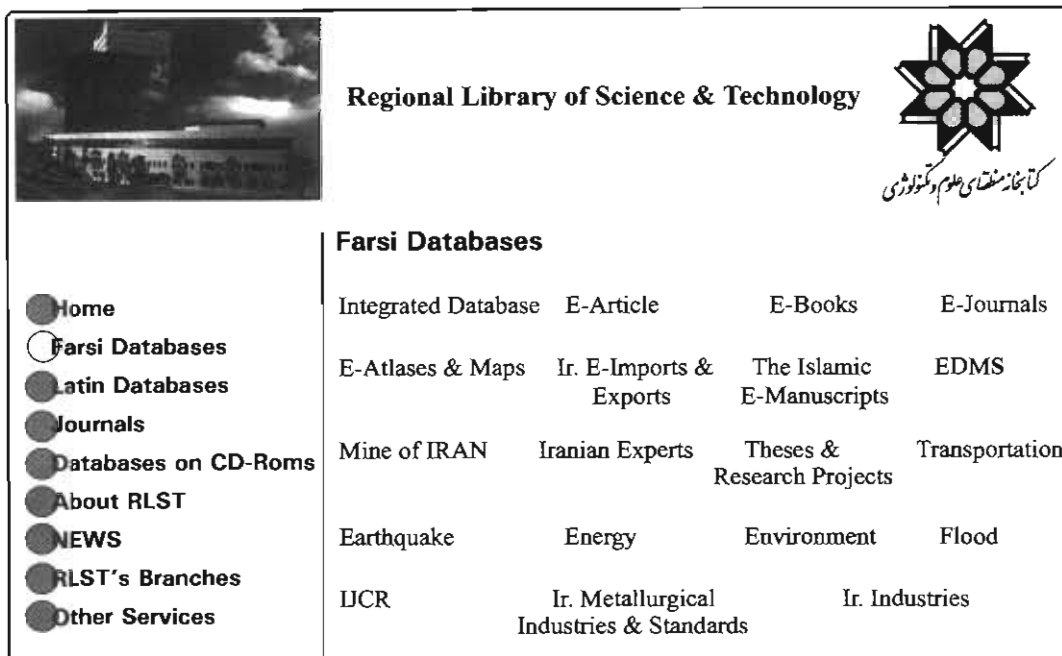 Regional Library of Science & Technology
کتابخانه منطقه‌ای علوم و تکنولوژی
Home
Farsi Databases
Latin Databases
Journals
Databases on CD-Roms
About RLST
NEWS
RLST's Branches
Other Services
Farsi Databases
Integrated Database E-Article E-Books E-Journals
E-Atlases & Maps Ir. E-Imports & Exports The Islamic E-Manuscripts EDMS
Mine of IRAN Iranian Experts Theses & Research Projects Transportation
Earthquake Energy Environment Flood
IJCR Ir. Metallurgical Industries & Standards Ir. Industries